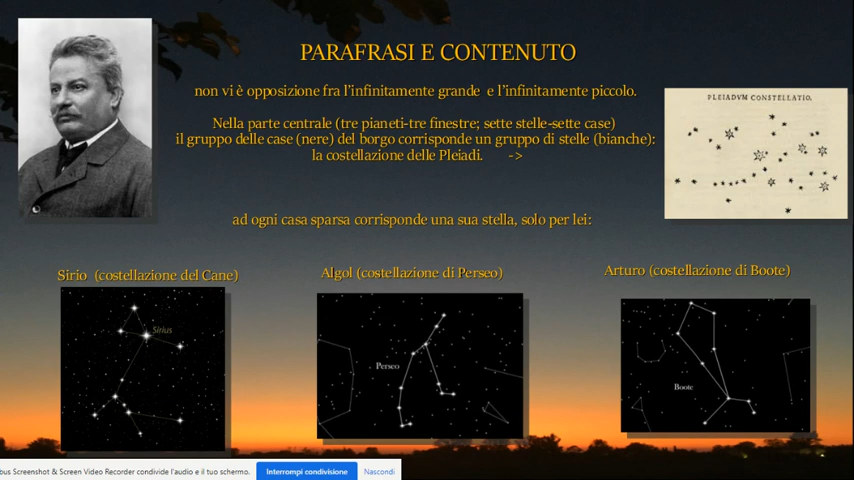 PARAFRASI E CONTENUTO
non vi è opposizione fra l'infinitamente grande e l'infinitamente piccolo.
PLEIADVM CONSTELLATIO.
Nella parte centrale (tre pianeti-tre finestre; sette stelle-sette case)
il gruppo delle case (nere) del borgo corrisponde un gruppo di stelle (bianche):
la costellazione delle Pleiadi. ->
ad ogni casa sparsa corrisponde una sua stella, solo per lei:
Sirio (costellazione del Cane)
Algol (costellazione di Perseo)
Arturo (costellazione di Boote)
Sirius
Perseo
Boote
bus Screenshot & Screen Video Recorder condivide l'audio e il tuo schermo.
Interrompi condivisione
Nascondi